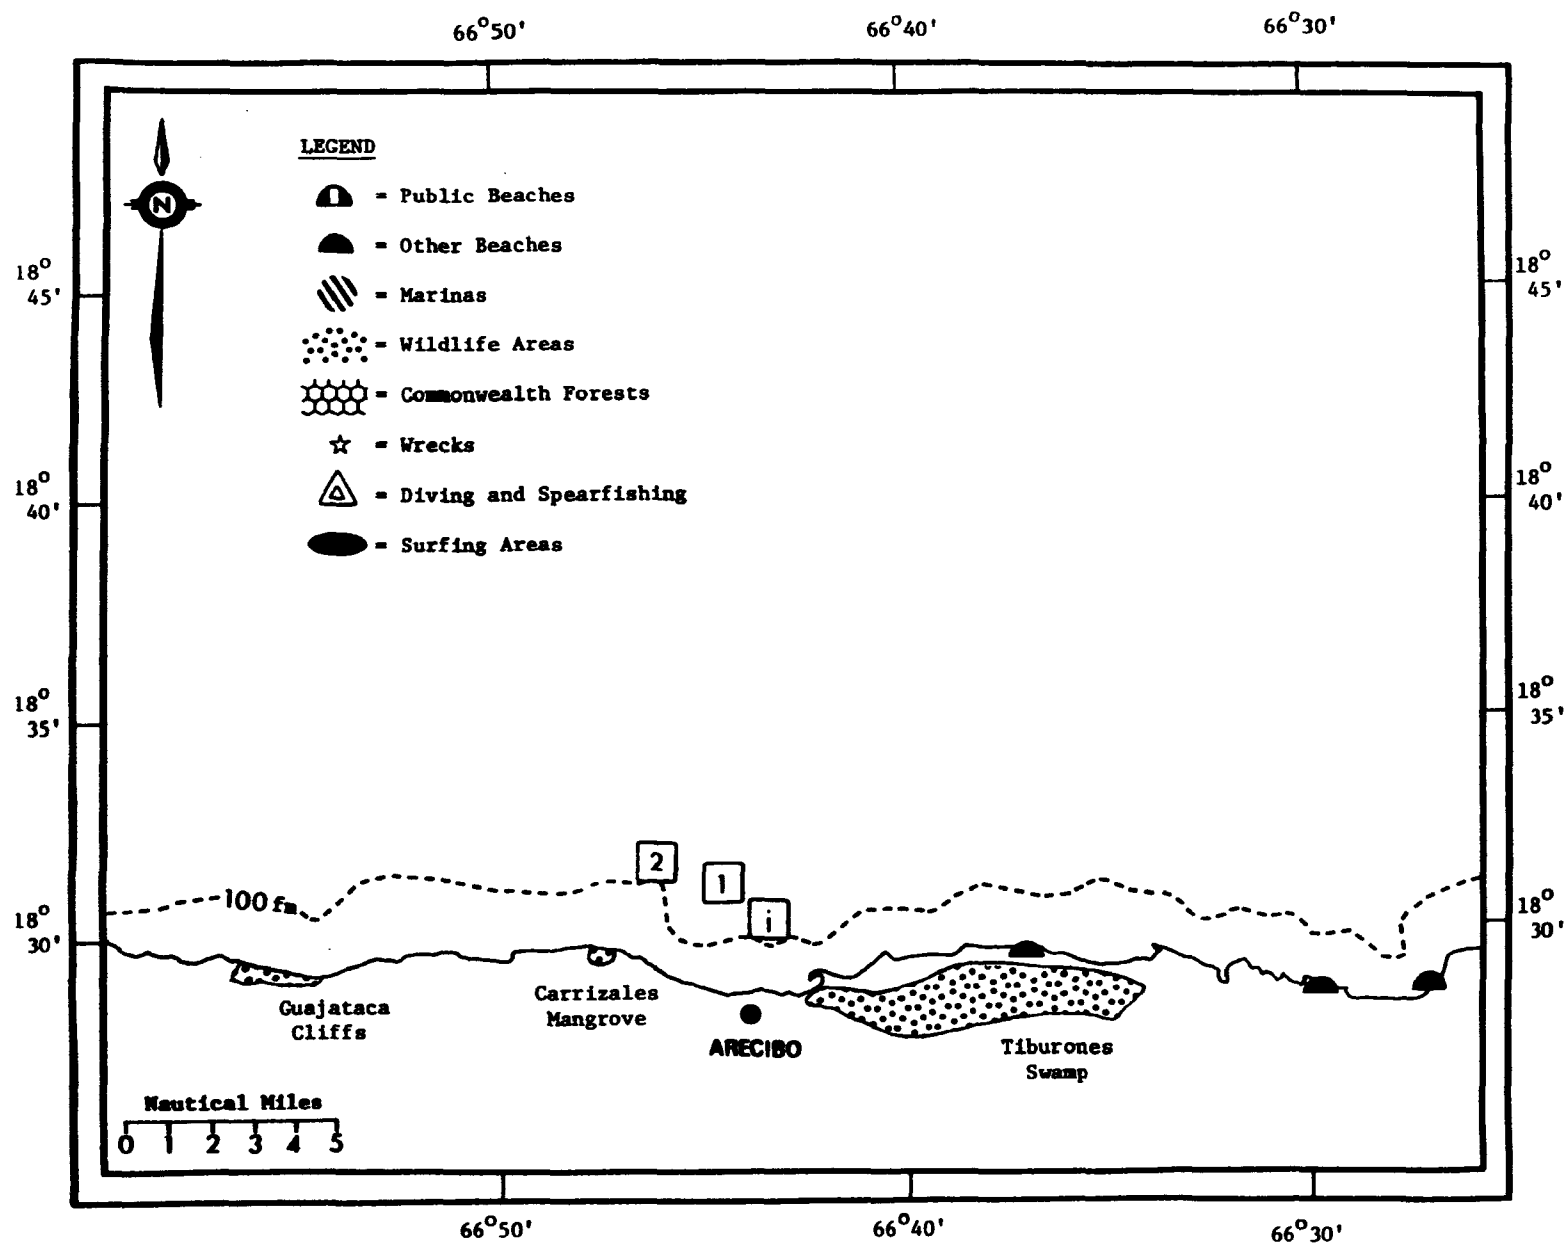 66°50' 66°40' 66°30'
N
LEGEND
= Public Beaches
= Other Beaches
= Marinas
= Wildlife Areas
= Commonwealth Forests
= Wrecks
= Diving and Spearfishing
= Surfing Areas
18°
45'
18°
45'
18°
40'
18°
40'
18°
35'
18°
35'
18°
30'
18°
30'
2
1
i
100 fm
Guajataca
Cliffs
Carrizales
Mangrove
ARECIBO
Tiburones
Swamp
Nautical Miles
0 1 2 3 4 5
66°50' 66°40' 66°30'